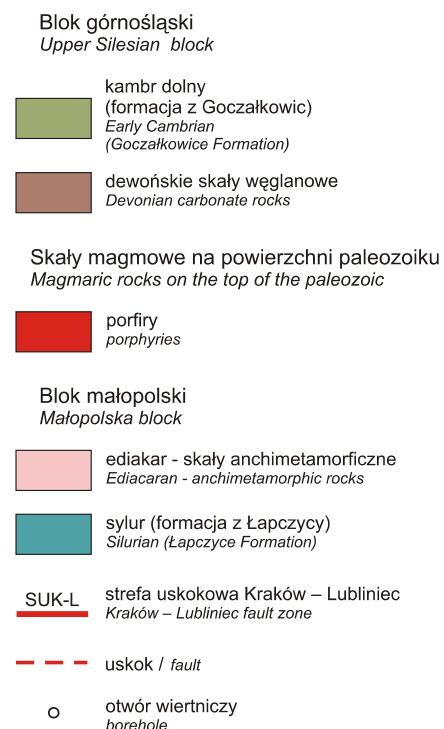 Blok górnośląski
Upper Silesian block
kambr dolny
(formacja z Goczałkowic)
Early Cambrian
(Goczałkowice Formation)
dewońskie skały węglanowe
Devonian carbonate rocks
Skały magmowe na powierzchni paleozoiku
Magmaric rocks on the top of the paleozoic
porfiry
porphyries
Blok małopolski
Małopolska block
ediakar - skały anchimetamorficzne
Ediacaran - anchimetamorphic rocks
sylur (formacja z Łapczycy)
Silurian (Łapczyce Formation)
SUK-L
strefa uskokowa Kraków – Lubliniec
Kraków – Lubliniec fault zone
uskok / fault
otwór wiertniczy
borehole